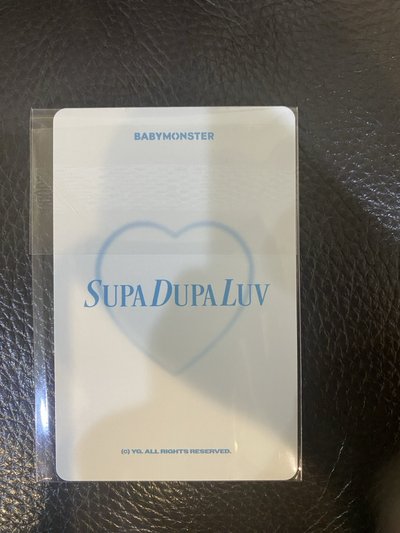 BABYMONSTER
SUPA DUPA LUV
(C) YG. ALL RIGHTS RESERVED.